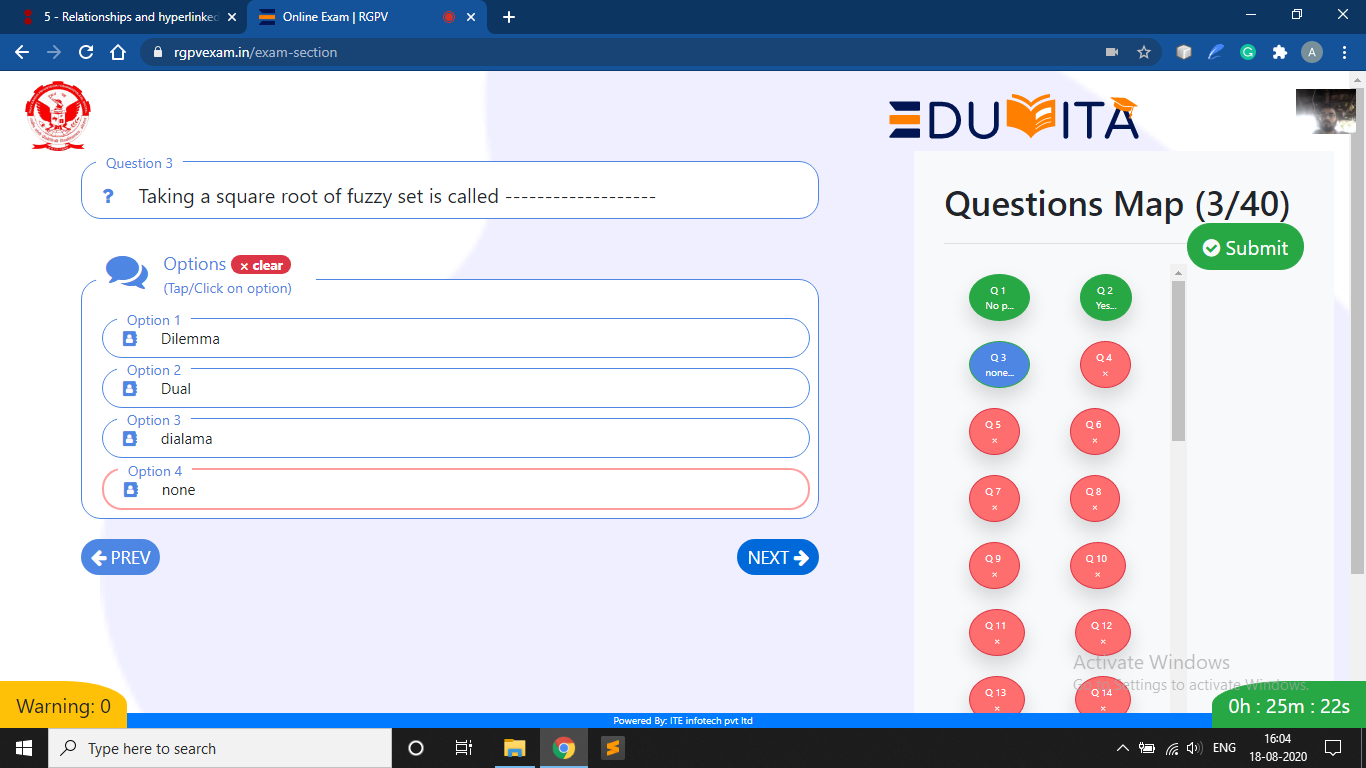 5 - Relationships and hyperlinked
Online Exam | RGPV
rgpvexam.in/exam-section
A
EDUVITA
Question 3
? Taking a square root of fuzzy set is called -------------------
Questions Map (3/40)
Submit
Options × clear
(Tap/Click on option)
Option 1
Dilemma
Option 2
Dual
Option 3
dialama
Option 4
none
PREV
NEXT
Q 1
No p...
Q 2
Yes...
Q 3
none...
Q 4
×
Q 5
×
Q 6
×
Q 7
×
Q 8
×
Q 9
×
Q 10
×
Q 11
×
Q 12
×
Q 13
×
Q 14
×
Activate Windows
Go to Settings to activate Windows.
Warning: 0
Powered By: ITE infotech pvt ltd
0h : 25m : 22s
Type here to search
ENG
16:04
18-08-2020